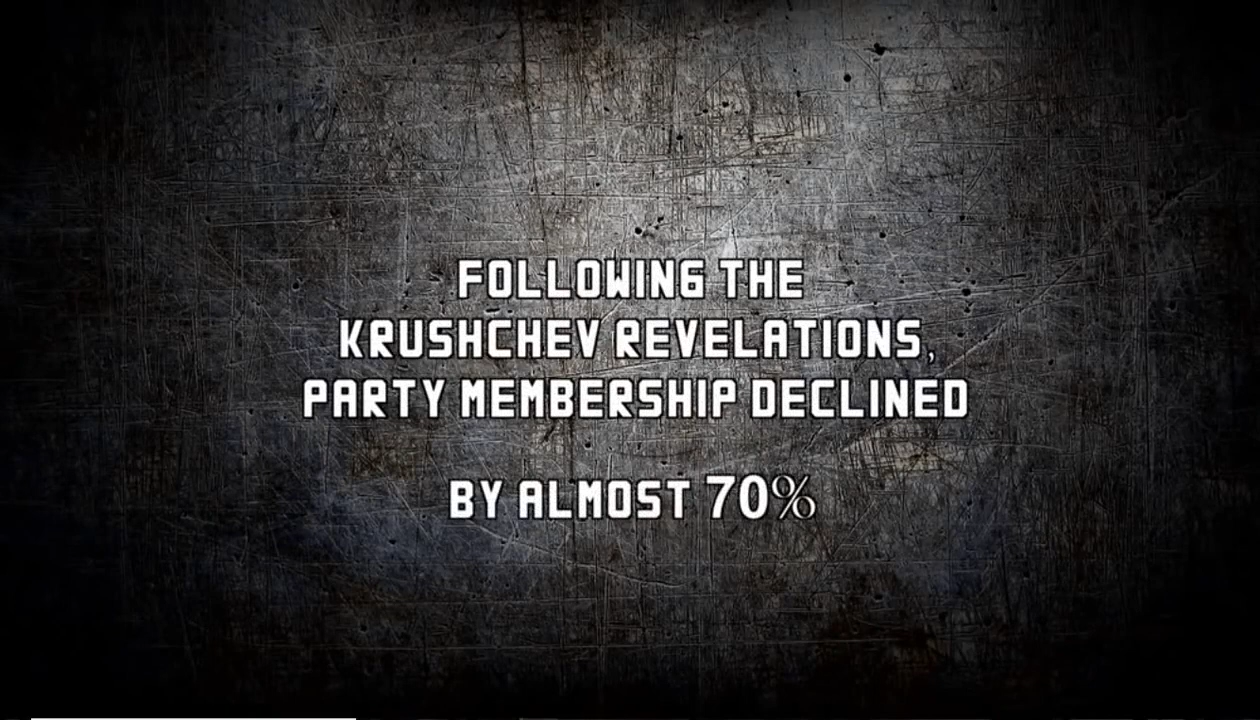 FOLLOWING THE
KRUSHCHEV REVELATIONS,
PARTY MEMBERSHIP DECLINED
BY ALMOST 70%